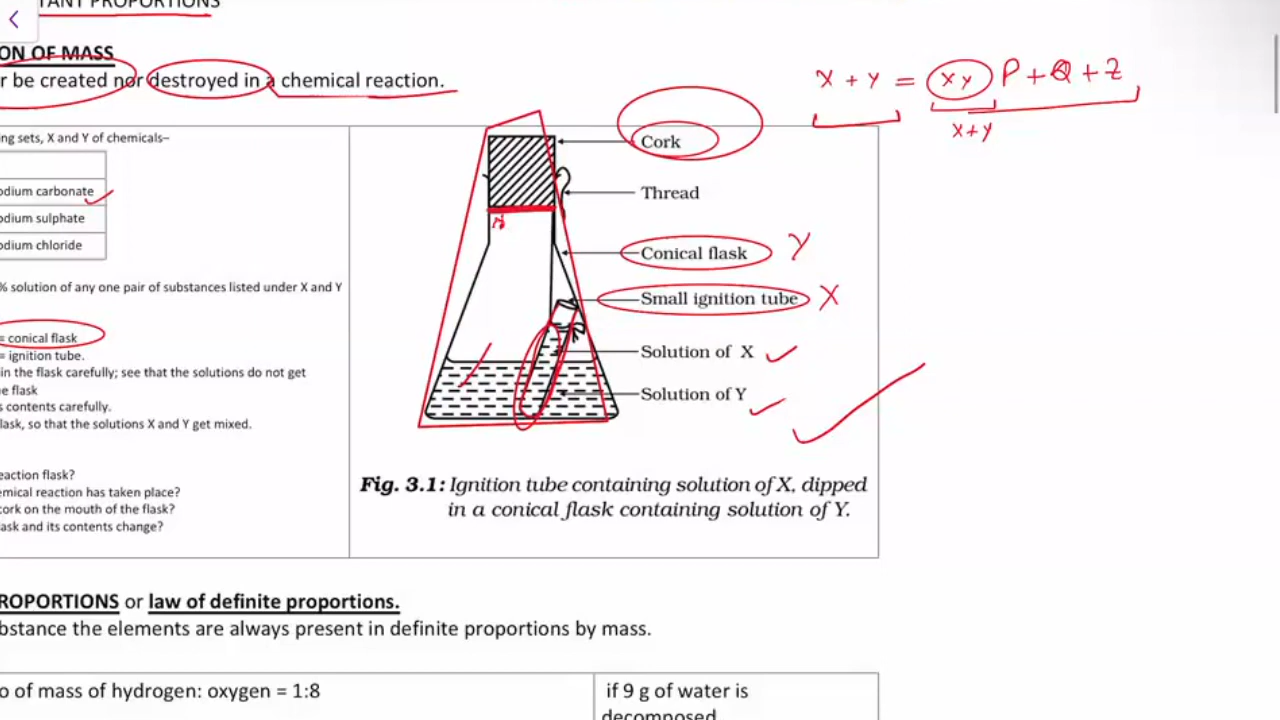 TANT PROPORTIONS
ON OF MASS
r be created nor destroyed in a chemical reaction.
X + Y = XY P + Q + Z
X+Y
ing sets, X and Y of chemicals–
odium carbonate
odium sulphate
odium chloride
% solution of any one pair of substances listed under X and Y
= conical flask
= ignition tube.
in the flask carefully; see that the solutions do not get
e flask
s contents carefully.
lask, so that the solutions X and Y get mixed.
eaction flask?
emical reaction has taken place?
cork on the mouth of the flask?
ask and its contents change?
Cork
Thread
Conical flask Y
Small ignition tube X
Solution of X
Solution of Y
Fig. 3.1: Ignition tube containing solution of X, dipped
in a conical flask containing solution of Y.
ROPORTIONS or law of definite proportions.
bstance the elements are always present in definite proportions by mass.
o of mass of hydrogen: oxygen = 1:8
if 9 g of water is
decomposed